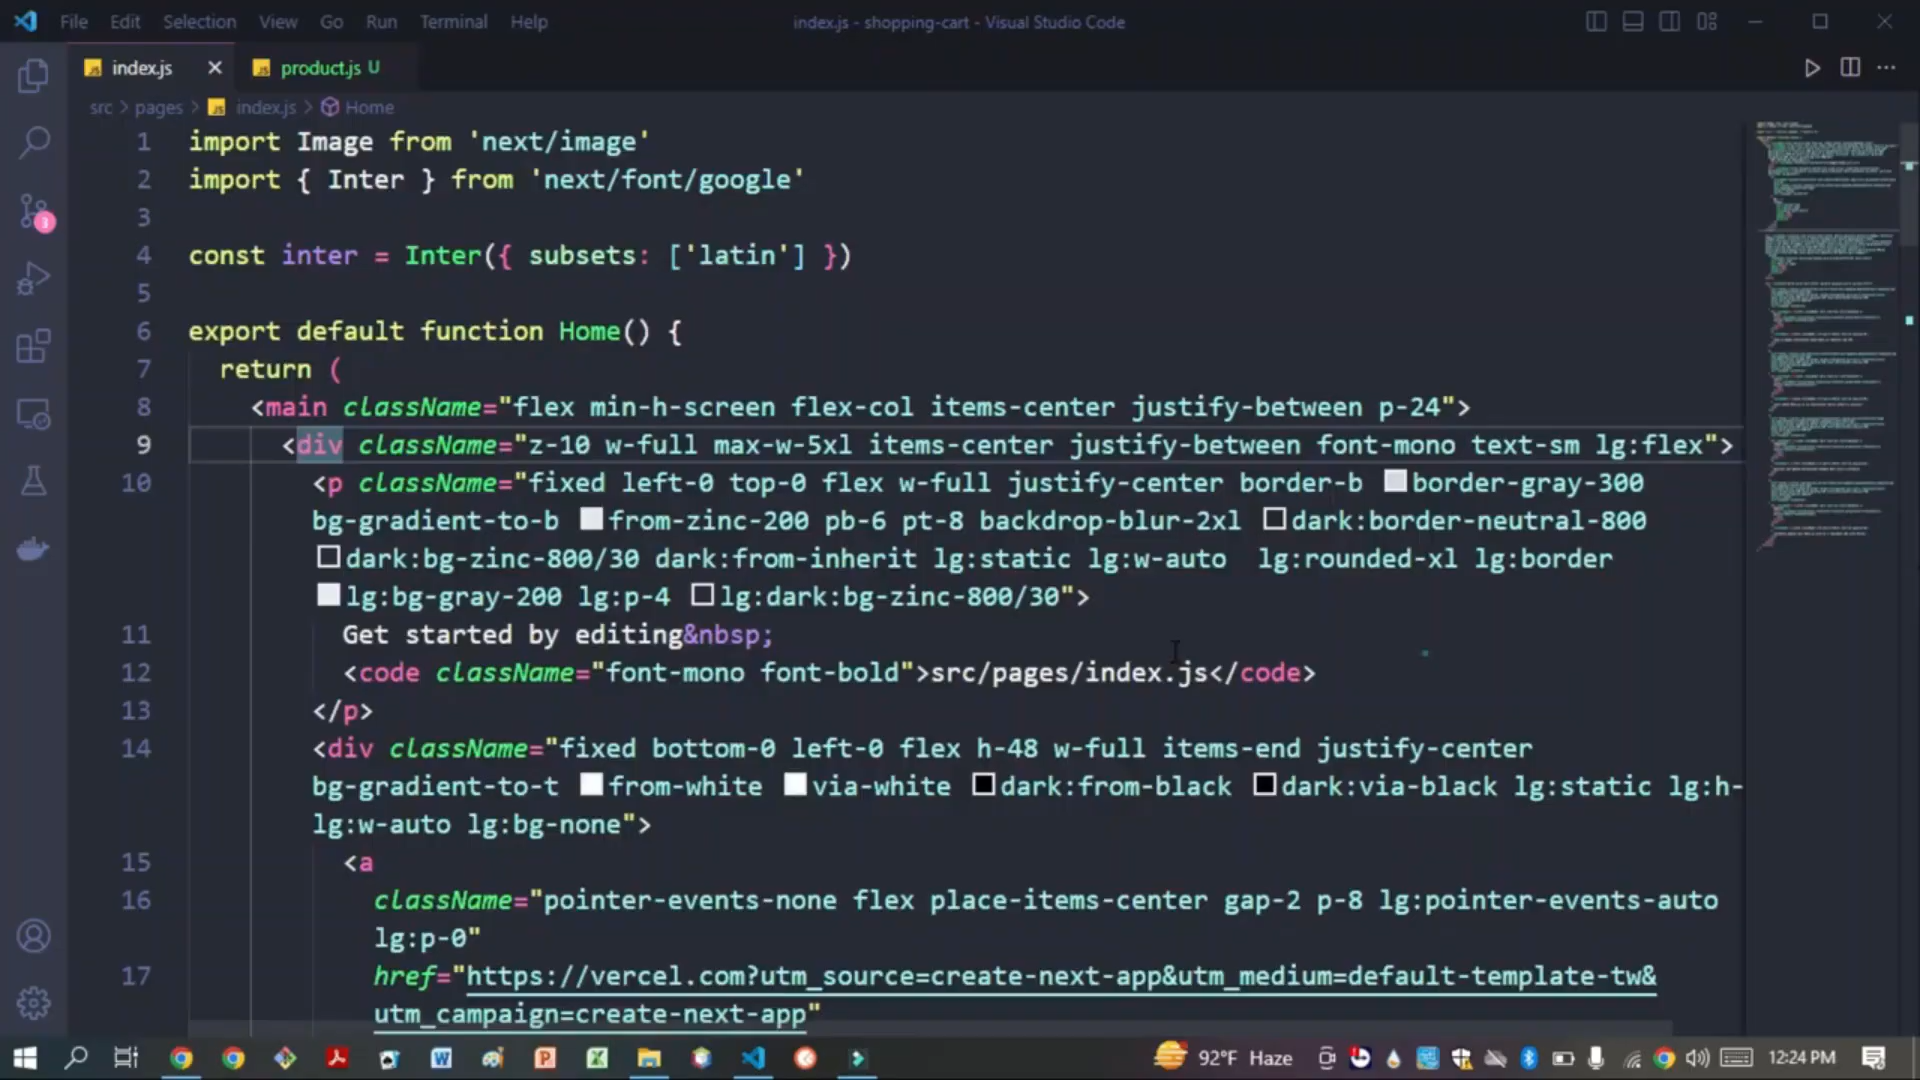 File Edit Selection View Go Run Terminal Help index.js - shopping-cart - Visual Studio Code
index.js product.js U
src > pages > index.js > Home
1 import Image from 'next/image'
2 import { Inter } from 'next/font/google'
3
4 const inter = Inter({ subsets: ['latin'] })
5
6 export default function Home() {
7 return (
8 <main className="flex min-h-screen flex-col items-center justify-between p-24">
9 <div className="z-10 w-full max-w-5xl items-center justify-between font-mono text-sm lg:flex">
10 <p className="fixed left-0 top-0 flex w-full justify-center border-b border-gray-300
bg-gradient-to-b from-zinc-200 pb-6 pt-8 backdrop-blur-2xl dark:border-neutral-800
dark:bg-zinc-800/30 dark:from-inherit lg:static lg:w-auto lg:rounded-xl lg:border
lg:bg-gray-200 lg:p-4 lg:dark:bg-zinc-800/30">
11 Get started by editing&nbsp;
12 <code className="font-mono font-bold">src/pages/index.js</code>
13 </p>
14 <div className="fixed bottom-0 left-0 flex h-48 w-full items-end justify-center
bg-gradient-to-t from-white via-white dark:from-black dark:via-black lg:static lg:h-
lg:w-auto lg:bg-none">
15 <a
16 className="pointer-events-none flex place-items-center gap-2 p-8 lg:pointer-events-auto
lg:p-0"
17 href="https://vercel.com?utm_source=create-next-app&utm_medium=default-template-tw&
utm_campaign=create-next-app"
3
92°F Haze 12:24 PM